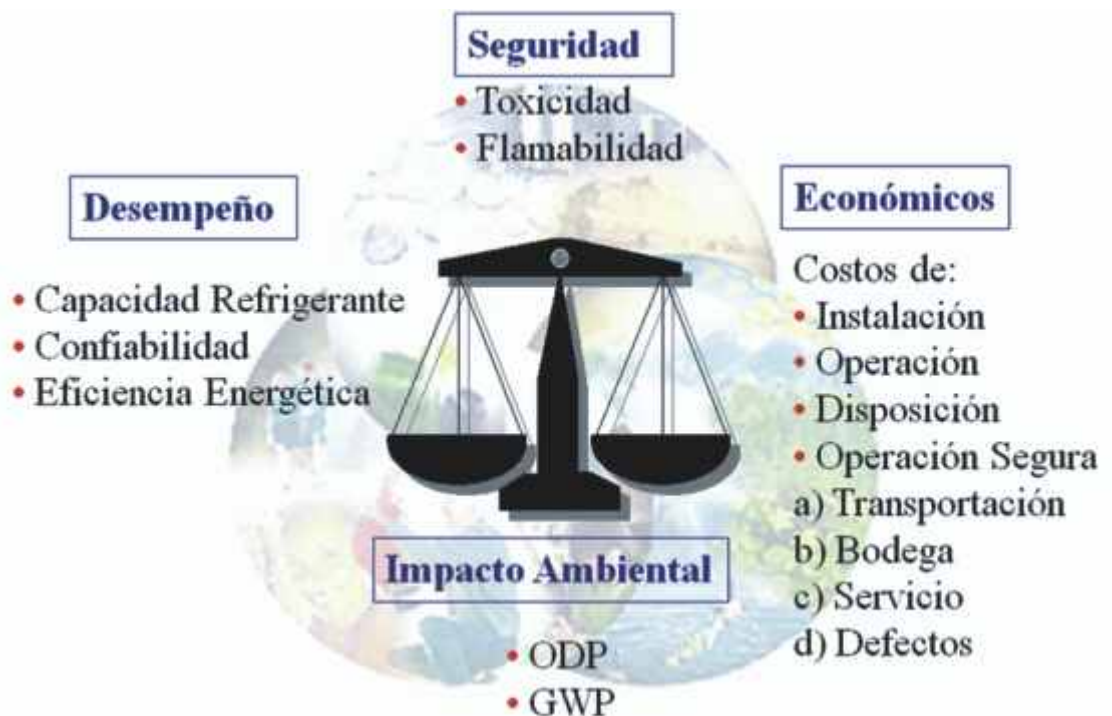 Seguridad
• Toxicidad
• Flamabilidad
Desempeño
• Capacidad Refrigerante
• Confiabilidad
• Eficiencia Energética
Económicos
Costos de:
• Instalación
• Operación
• Disposición
• Operación Segura
a) Transportación
b) Bodega
c) Servicio
d) Defectos
Impacto Ambiental
• ODP
• GWP